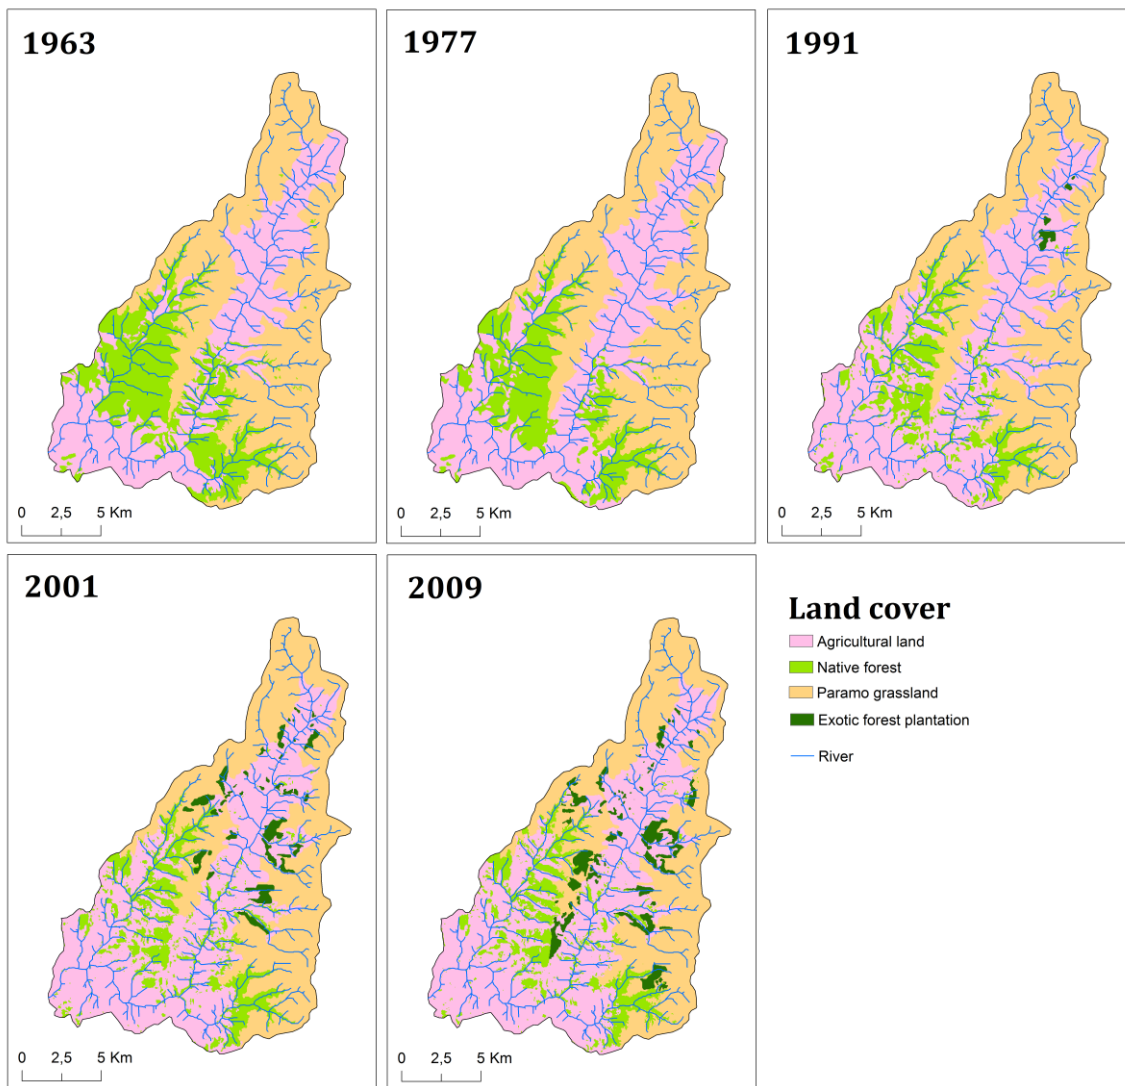 1963
0 2,5 5 Km
1977
0 2,5 5 Km
1991
0 2,5 5 Km
2001
0 2,5 5 Km
2009
0 2,5 5 Km
Land cover
Agricultural land
Native forest
Paramo grassland
Exotic forest plantation
River